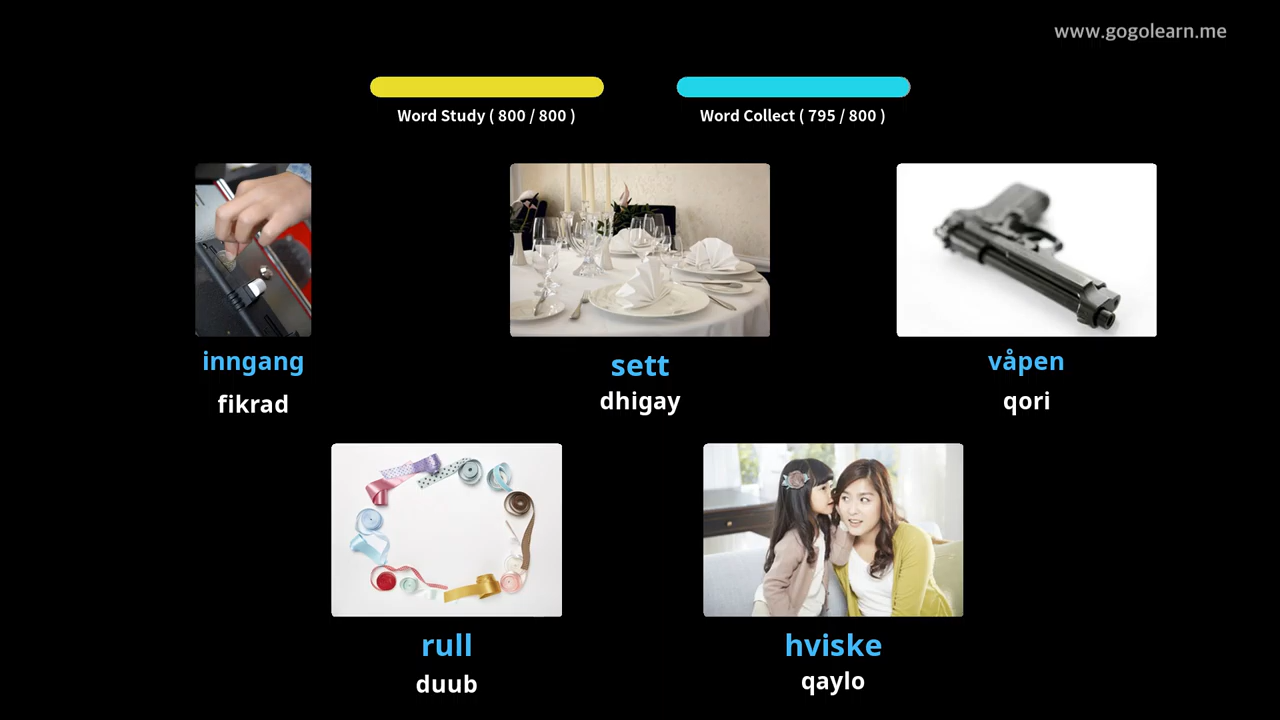 www.gogolearn.me
Word Study ( 800 / 800 )
Word Collect ( 795 / 800 )
inngang
fikrad
sett
dhigay
våpen
qori
rull
duub
hviske
qaylo